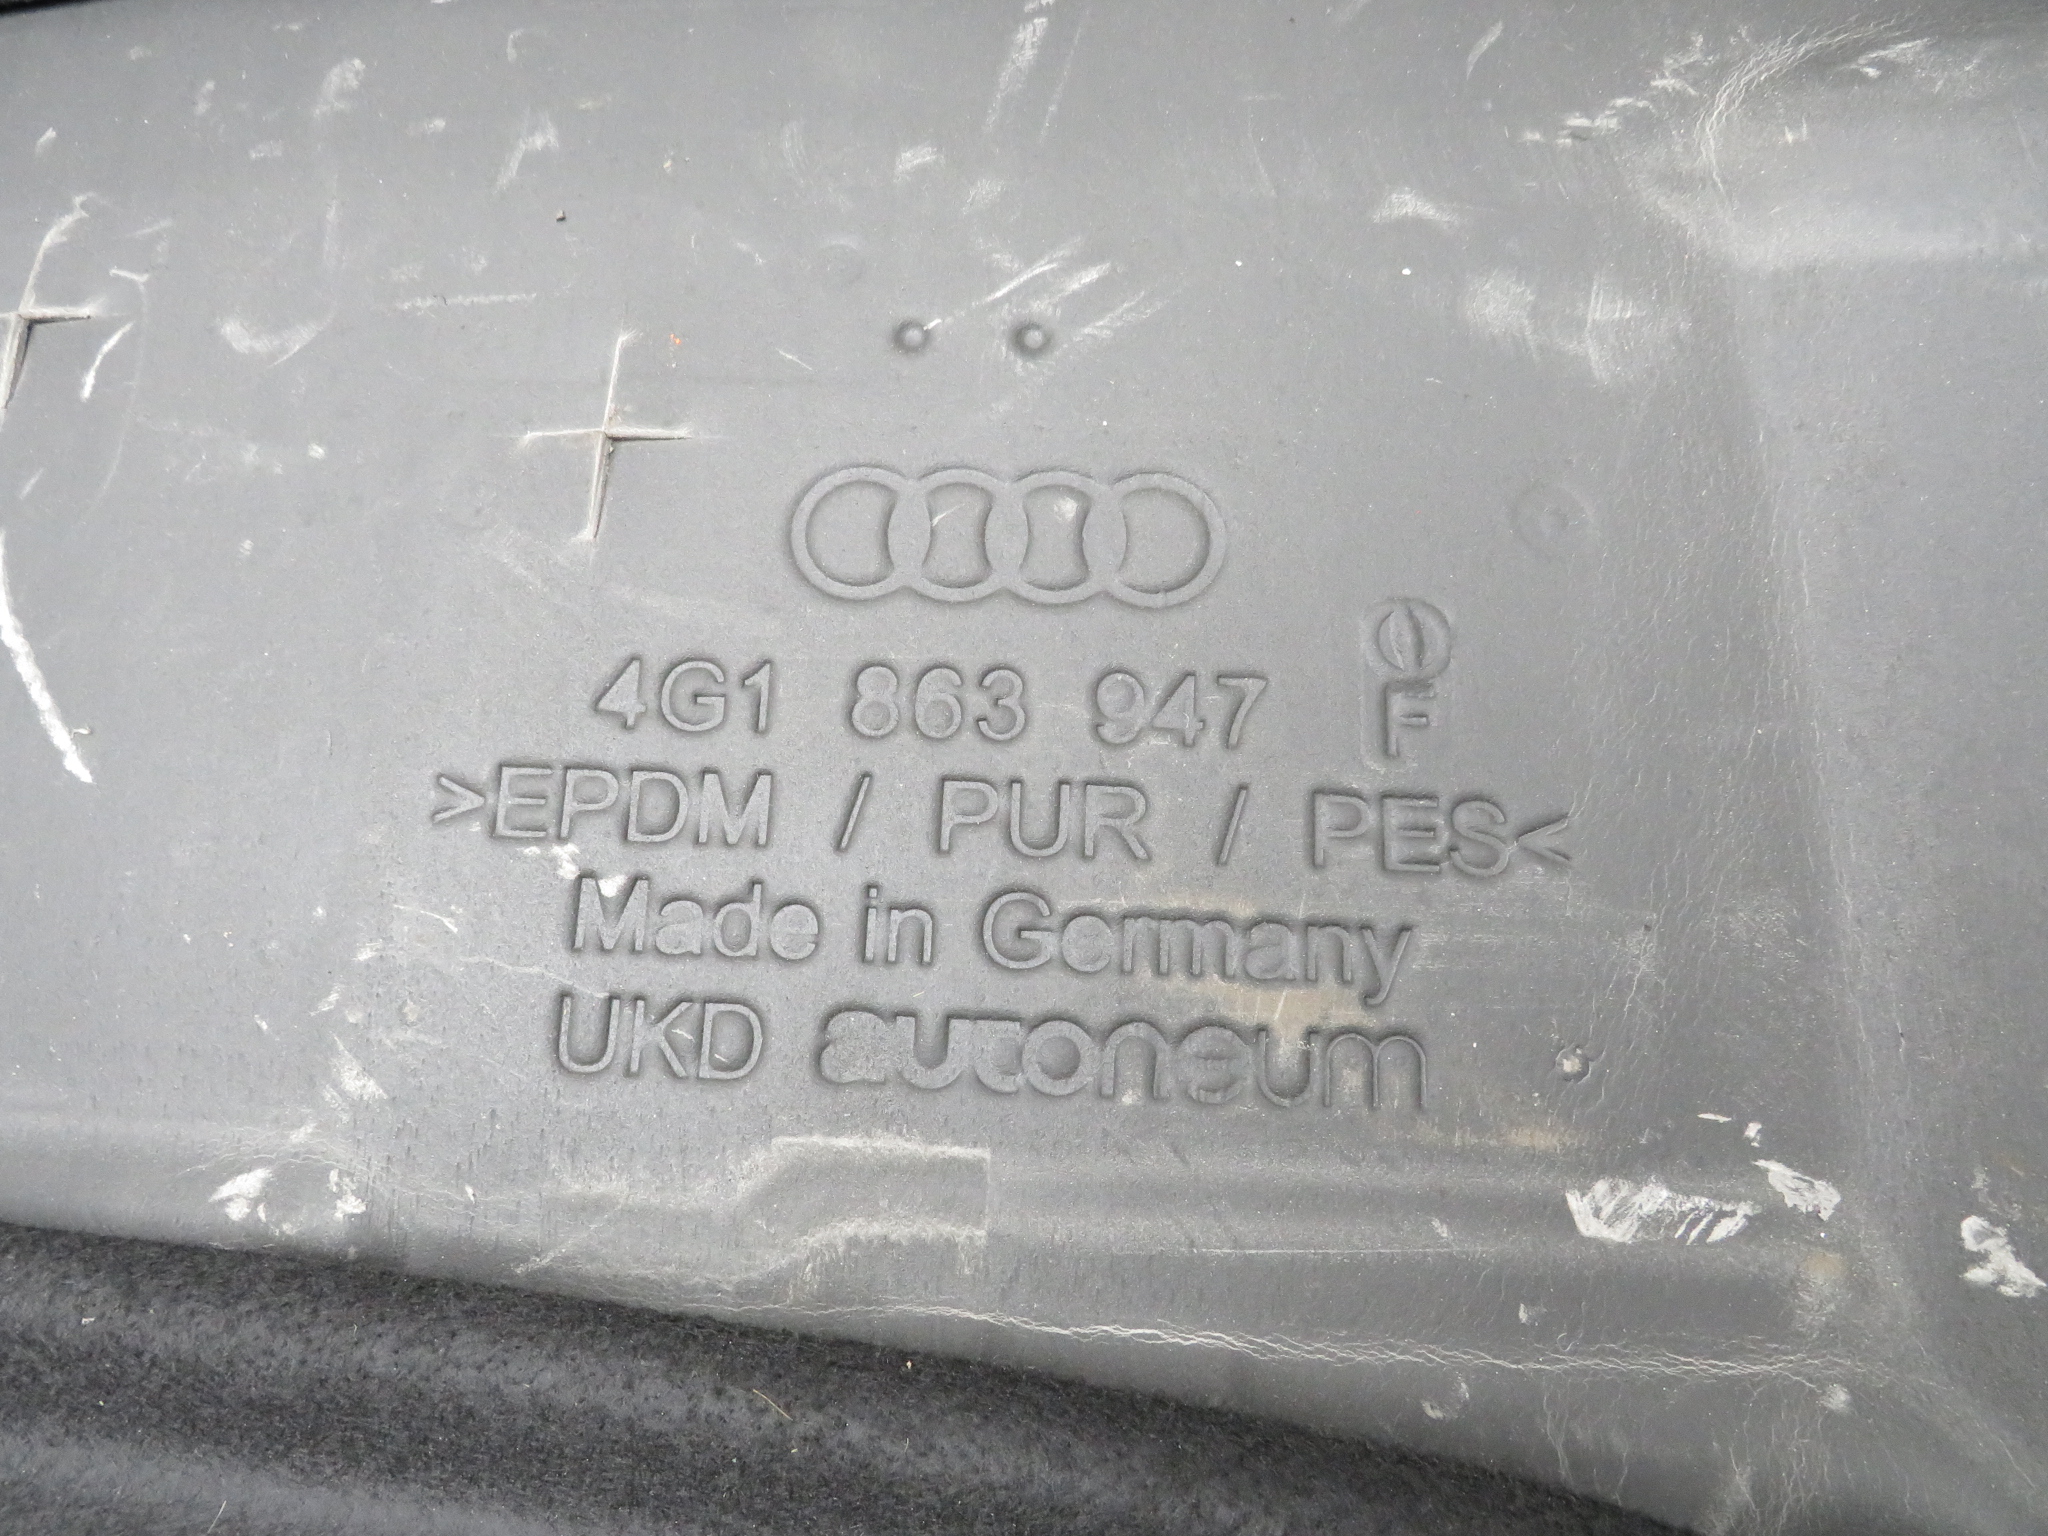 4G1 863 947 F
>EPDM / PUR / PES<
Made in Germany
UKD autoneum